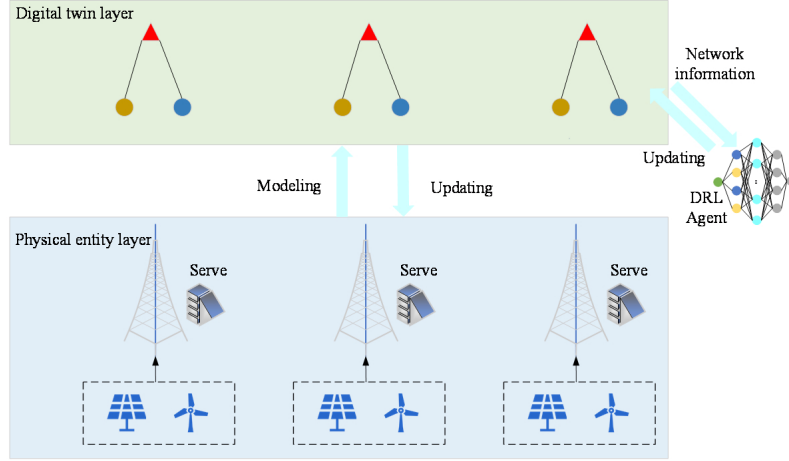 Digital twin layer
Network
information
Updating
DRL
Agent
Modeling
Updating
Physical entity layer
Serve
Serve
Serve